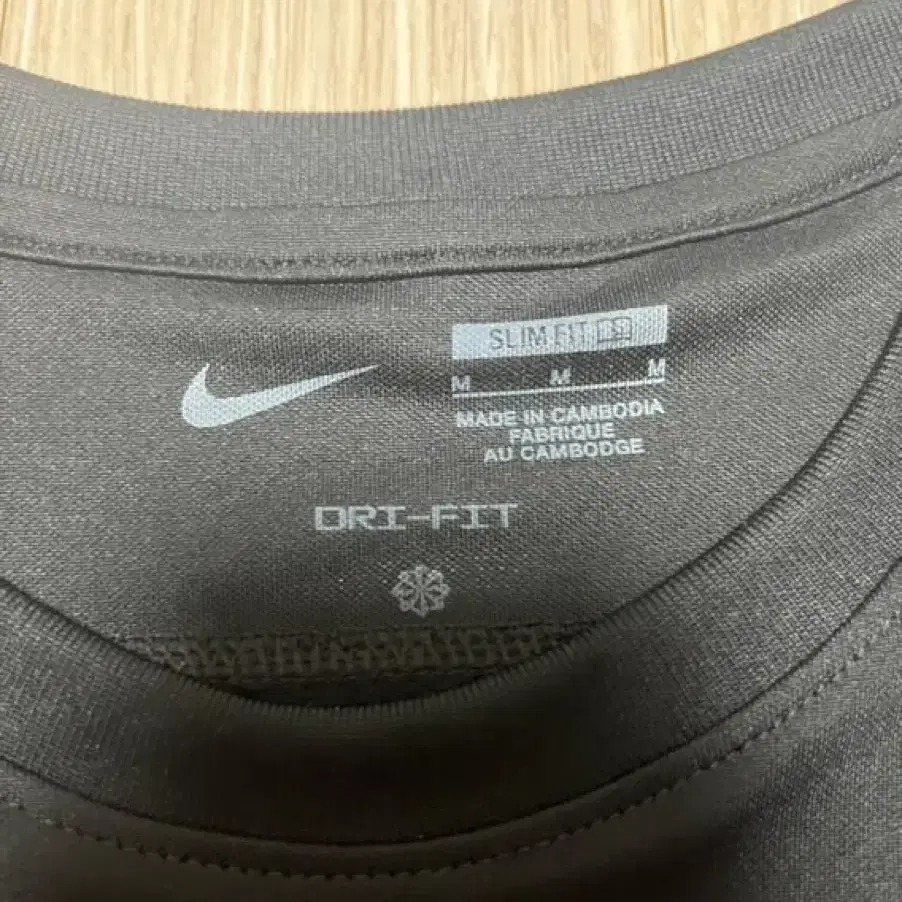 SLIM FIT
M M M
MADE IN CAMBODIA
FABRIQUE
AU CAMBODGE
DRI-FIT